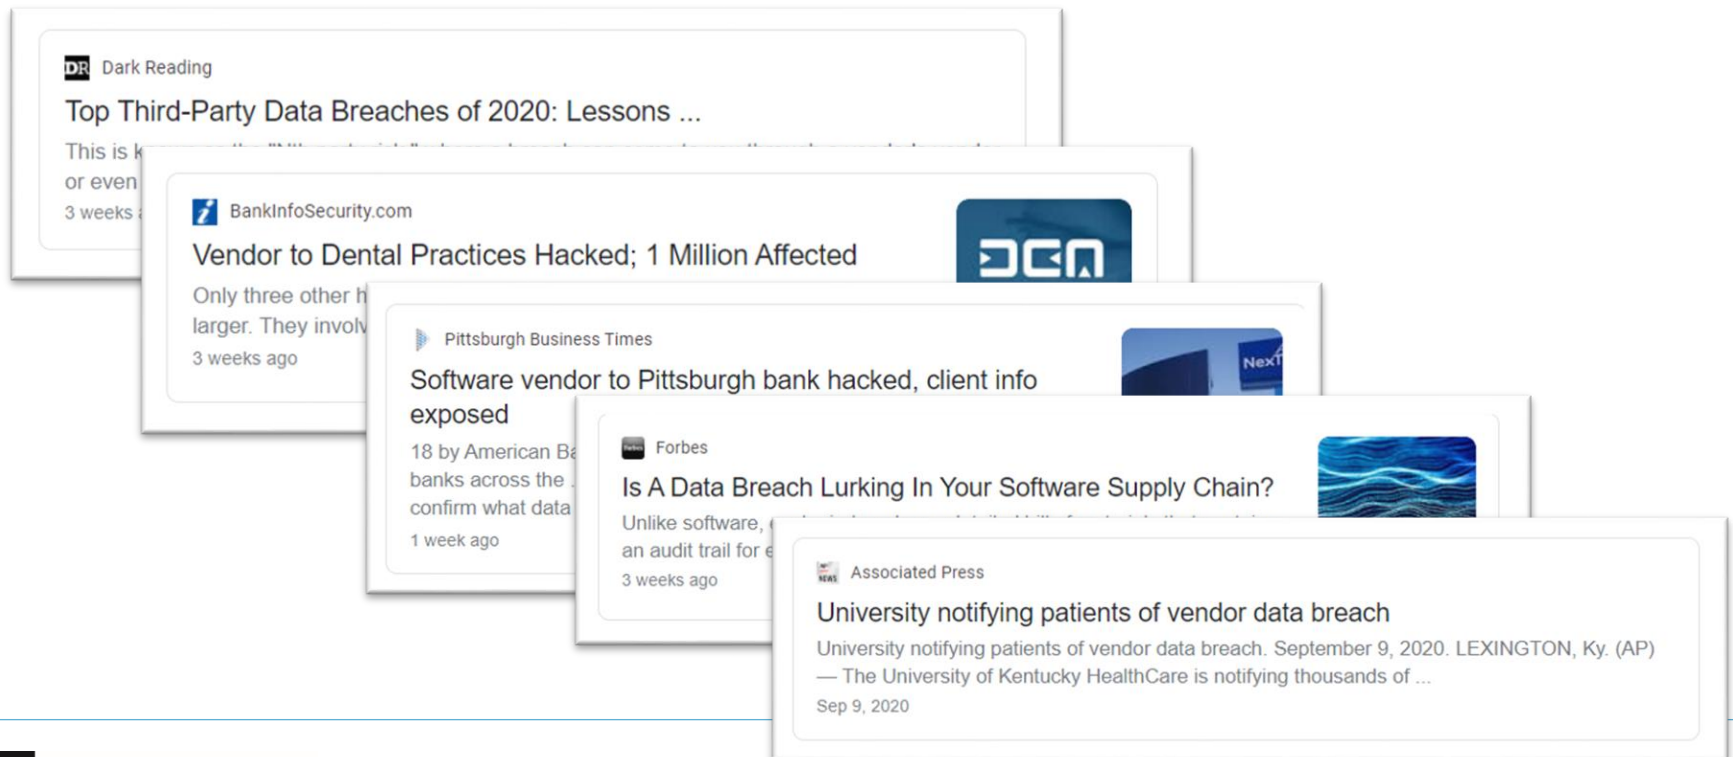 DR Dark Reading
Top Third-Party Data Breaches of 2020: Lessons ...
This is
or even
3 weeks
BankInfoSecurity.com
Vendor to Dental Practices Hacked; 1 Million Affected
Only three other
larger. They
3 weeks ago
Pittsburgh Business Times
Software vendor to Pittsburgh bank hacked, client info
exposed
18 by American
banks across the
confirm what data
1 week ago
Forbes
Is A Data Breach Lurking In Your Software Supply Chain?
Unlike software,
an audit trail for
3 weeks ago
NEWS Associated Press
University notifying patients of vendor data breach
University notifying patients of vendor data breach. September 9, 2020. LEXINGTON, Ky. (AP)
— The University of Kentucky HealthCare is notifying thousands of ...
Sep 9, 2020